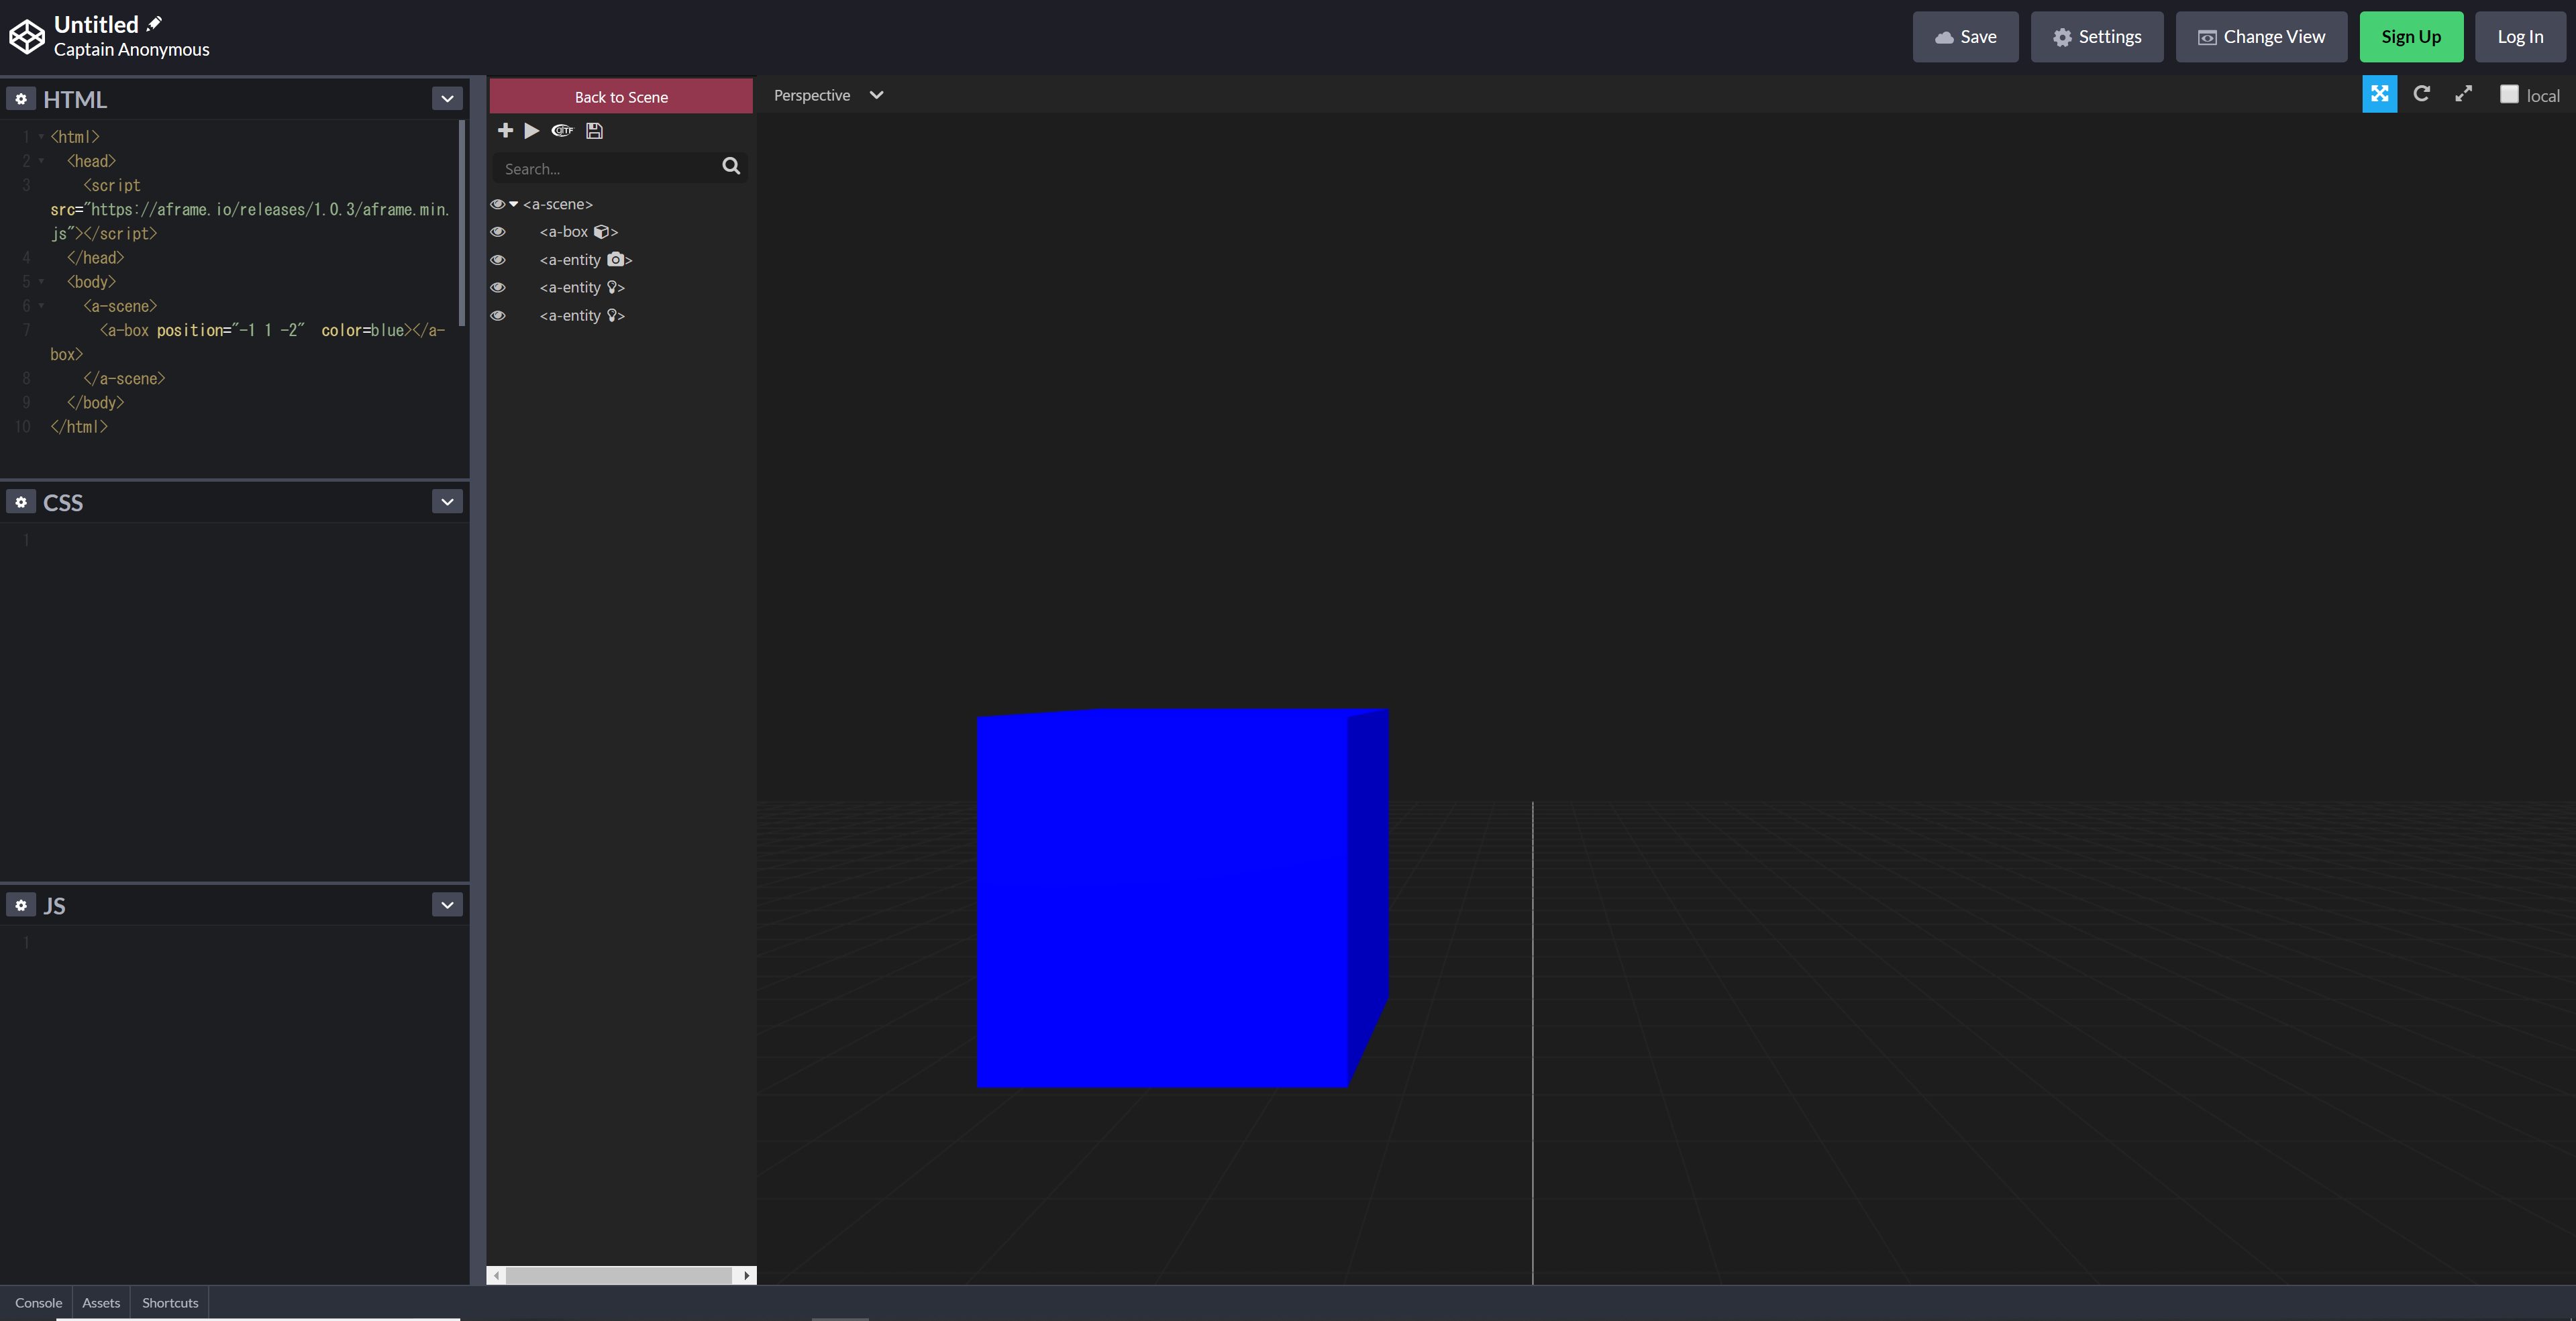 Untitled
Captain Anonymous
Save
Settings
Change View
Sign Up
Log In
HTML
1 <html>
2 <head>
3 <script
src="https://aframe.io/releases/1.0.3/aframe.min.
js"></script>
4 </head>
5 <body>
6 <a-scene>
7 <a-box position="-1 1 -2"  color=blue></a-
box>
8 </a-scene>
9 </body>
10 </html>
CSS
1
JS
1
Back to Scene
glTF
Search...
<a-scene>
<a-box >
<a-entity >
<a-entity >
<a-entity >
Perspective
local
Console
Assets
Shortcuts